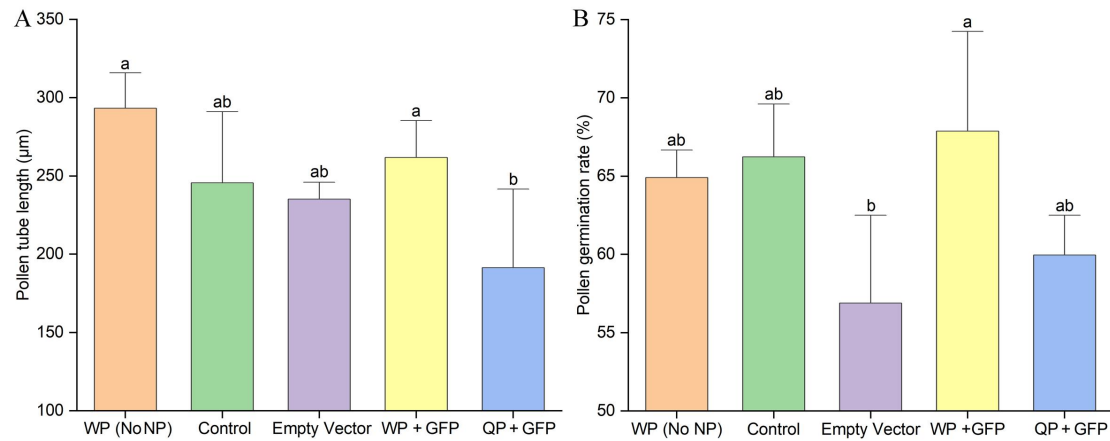 A
Pollen tube length (μm)
350
300
250
200
150
100
a
ab
ab
a
b
WP (No NP) Control Empty Vector WP + GFP QP + GFP
B
Pollen germination rate (%)
75
70
65
60
55
50
ab
ab
b
a
ab
WP (No NP) Control Empty Vector WP +GFP QP + GFP